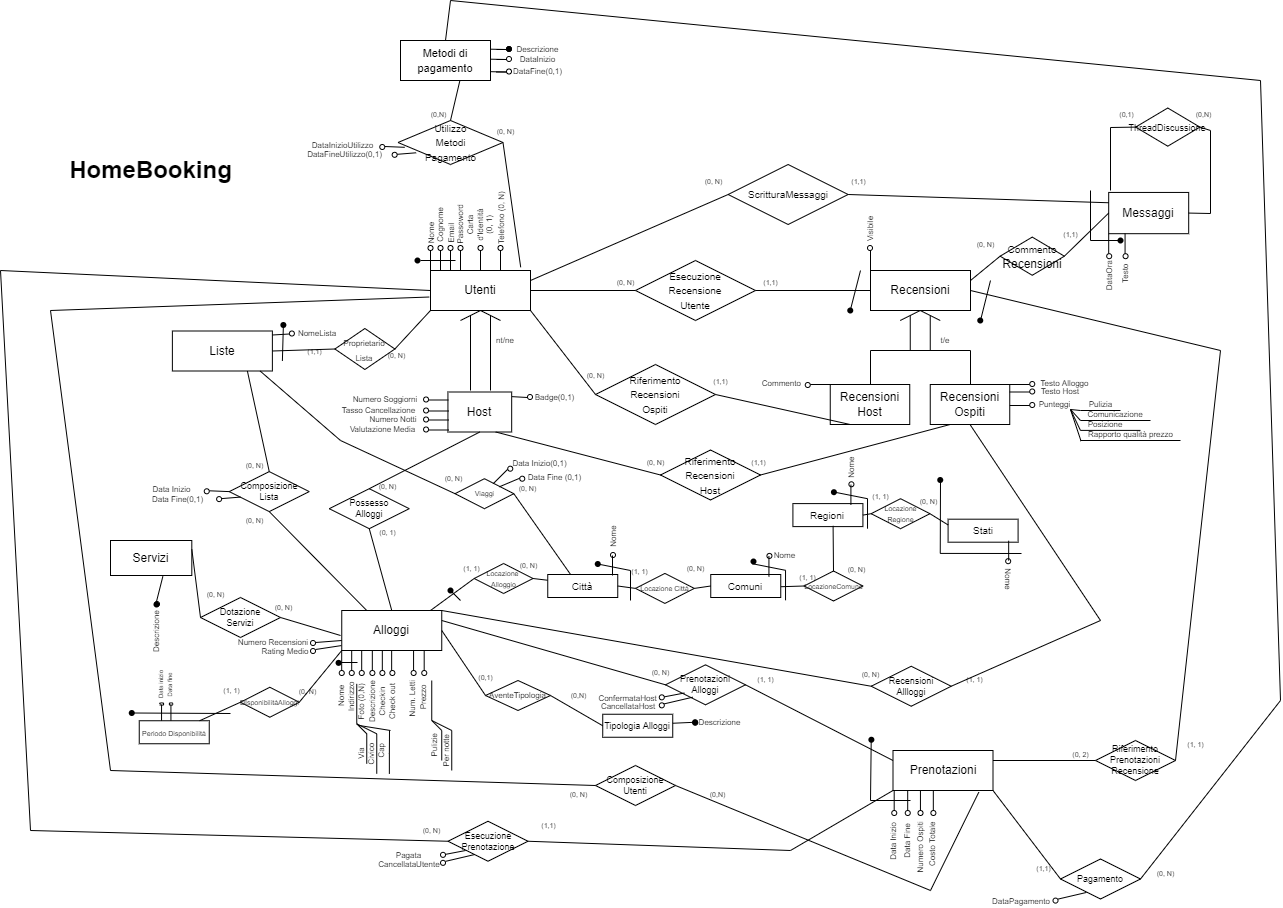 Metodi di
pagamento
Descrizione
DataInizio
DataFine(0,1)
(0,N)
(0, N)
Utilizzo
Metodi
Pagamento
DataInizioUtilizzo
DataFineUtilizzo(0,1)
HomeBooking
(0,1)
(0,N)
ThreadDiscussione
(0, N)
ScritturaMessaggi
(1,1)
Messaggi
DataOra
Testo
Nome
Cognome
Email
Passoword
Carta
d'Identità
(0, 1)
Telefono (0, N)
Utenti
(0, N)
Esecuzione
Recensione
Utente
(1,1)
Visibile
Recensioni
(0, N)
Commento
Recensioni
(1,1)
Liste
NomeLista
(1,1)
Proprietario
Lista
(0, N)
nt/ne
t/e
Numero Soggiorni
Tasso Cancellazione
Numero Notti
Valutazione Media
Host
Badge(0,1)
(0, N)
Riferimento
Recensioni
Ospiti
(1,1)
Commento
Recensioni
Host
Recensioni
Ospiti
Testo Alloggo
Testo Host
Punteggi
Pulizia
Comunicazione
Posizione
Rapporto qualità prezzo
(0, N)
Riferimento
Recensioni
Host
(1,1)
(0, N)
Composizione
Lista
(0, N)
Data Inizio
Data Fine(0,1)
(0, N)
Possesso
Alloggi
(0, 1)
(0, N)
Viaggi
(0, N)
Data Inizio(0,1)
Data Fine (0,1)
Nome
Regioni
(1, 1)
Locazione
Regione
(0, N)
Stati
Nome
Servizi
Descrizione
(0, N)
Dotazione
Servizi
(0, N)
(1, 1)
Locazione
Alloggio
(0, N)
Nome
Città
(1, 1)
Locazione Città
(0, N)
Nome
Comuni
(1, 1)
LocazioneComune
(0, N)
Alloggi
Numero Recensioni
Rating Medio
Nome
Indirizzo
Foto (0,N)
Descrizione
Checkin
Check out
Num. Letti
Prezzo
Via
Civico
Cap
Pulizie
Per notte
Data inizio
Data fine
(1, 1)
DisponibilitàAlloggi
(0, N)
Periodo Disponibilità
(0,1)
AventeTipologia
(0,N)
Tipologia Alloggi
Descrizione
(0, N)
Prenotazioni
Alloggi
(1, 1)
ConfermataHost
CancellataHost
(0, N)
Recensioni
Allloggi
(1, 1)
Prenotazioni
Data Inizio
Data Fine
Numero Ospiti
Costo Totale
(0, 2)
Riferimento
Prenotazioni
Recensione
(1, 1)
(0, N)
Composizione
Utenti
(0,N)
(0, N)
Esecuzione
Prenotazione
(1,1)
Pagata
CancellataUtente
(1,1)
Pagamento
(0, N)
DataPagamento